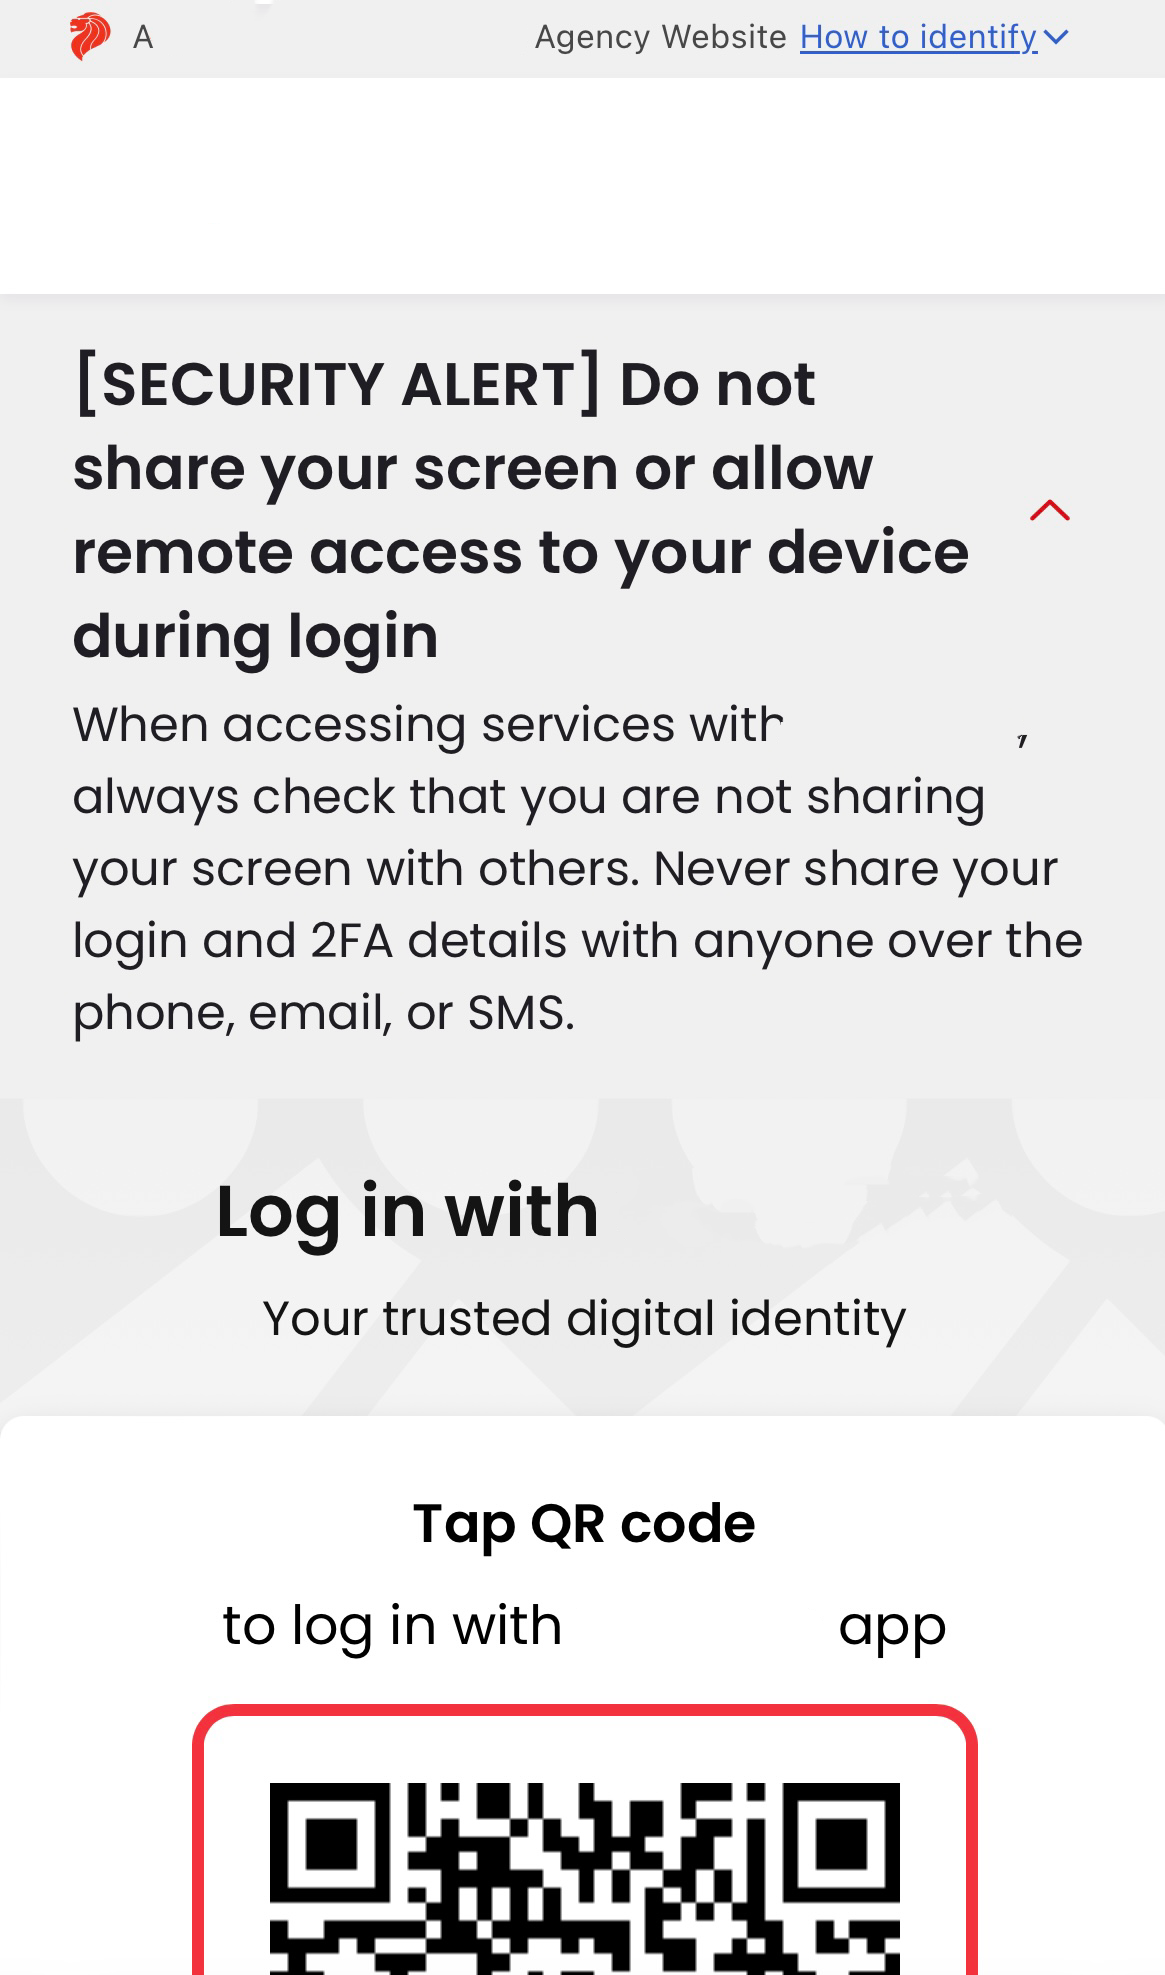 A Agency Website How to identify
[SECURITY ALERT] Do not
share your screen or allow
remote access to your device
during login
When accessing services with ,
always check that you are not sharing
your screen with others. Never share your
login and 2FA details with anyone over the
phone, email, or SMS.
Log in with
Your trusted digital identity
Tap QR code
to log in with app